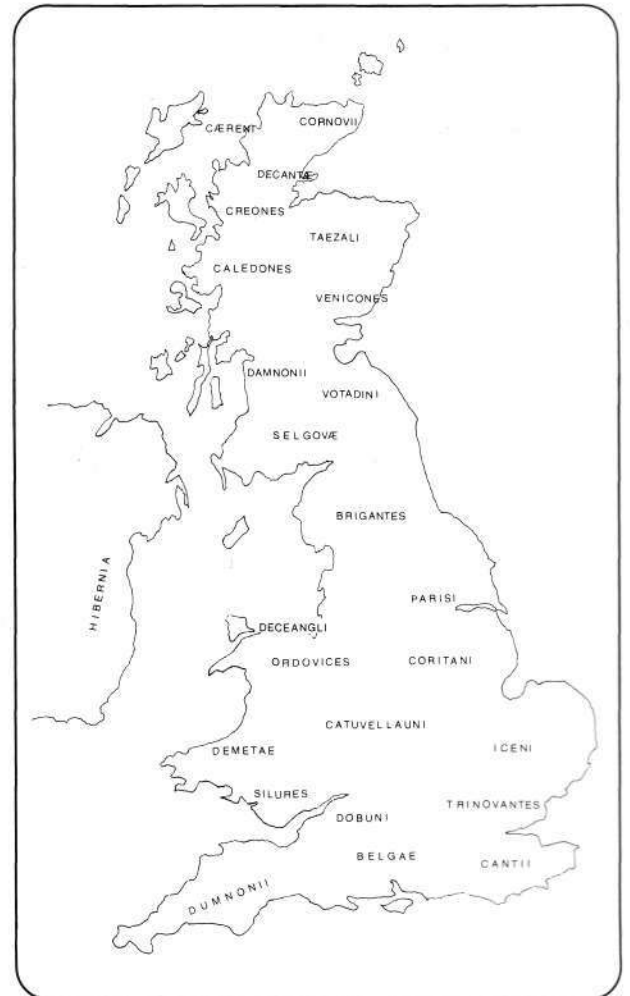 CORNOVII
CÆRENT
DECANTÆ
CREONES
TAEZALI
CALEDONES
VENICONES
DAMNONII
VOTADINI
SELGOVÆ
BRIGANTES
HIBERNIA
PARISI
DECEANGLI
ORDOVICES
CORITANI
CATUVELLAUNI
ICENI
DEMETAE
SILURES
TRINOVANTES
DOBUNI
BELGAE
CANTII
DUMNONII